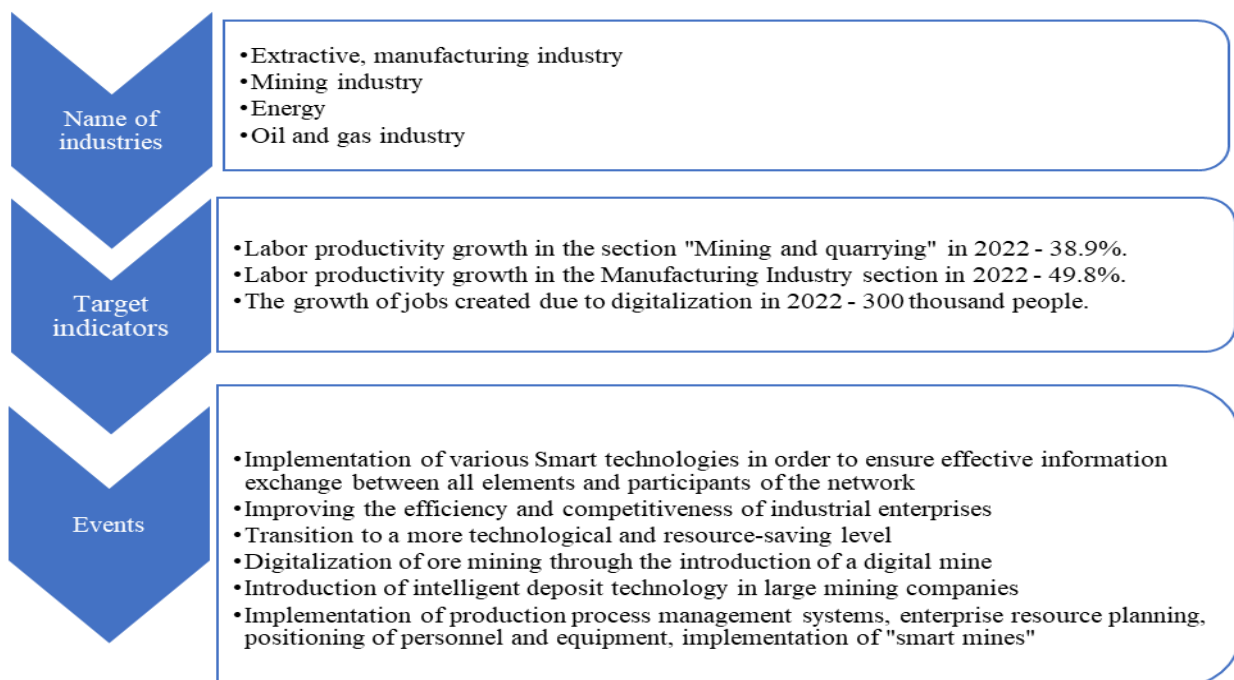 Name of
industries
•Extractive, manufacturing industry
•Mining industry
•Energy
•Oil and gas industry
Target
indicators
•Labor productivity growth in the section "Mining and quarrying" in 2022 - 38.9%.
•Labor productivity growth in the Manufacturing Industry section in 2022 - 49.8%.
•The growth of jobs created due to digitalization in 2022 - 300 thousand people.
Events
•Implementation of various Smart technologies in order to ensure effective information
exchange between all elements and participants of the network
•Improving the efficiency and competitiveness of industrial enterprises
•Transition to a more technological and resource-saving level
•Digitalization of ore mining through the introduction of a digital mine
•Introduction of intelligent deposit technology in large mining companies
•Implementation of production process management systems, enterprise resource planning,
positioning of personnel and equipment, implementation of "smart mines"